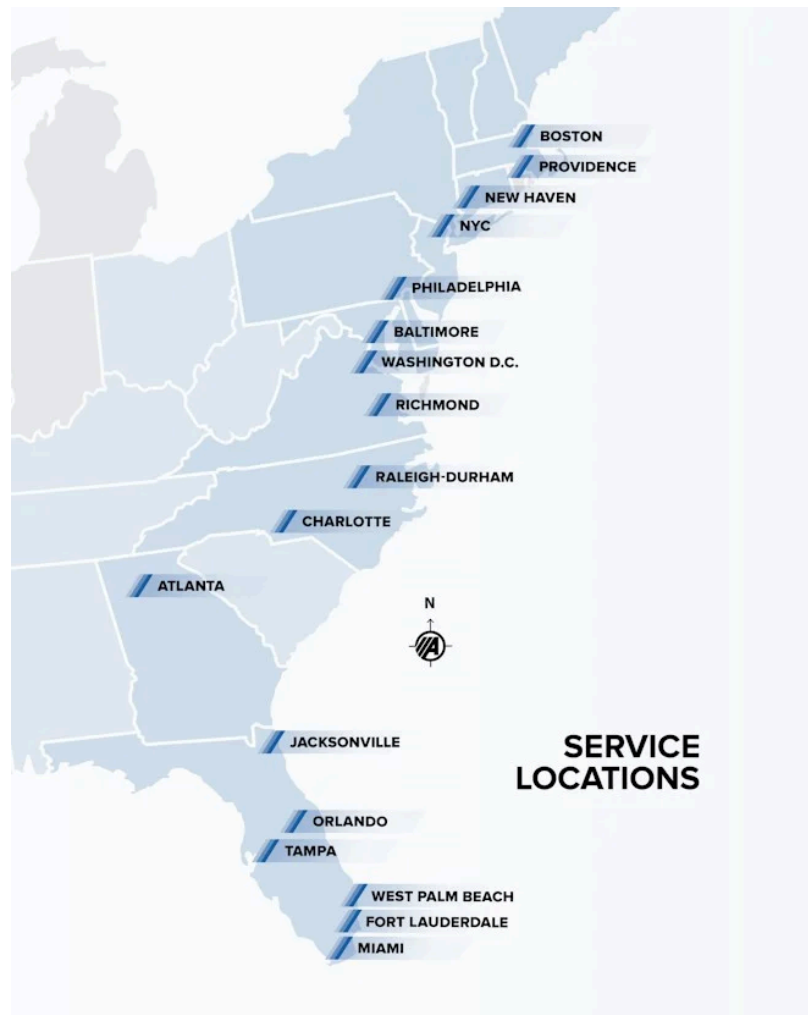 BOSTON
PROVIDENCE
NEW HAVEN
NYC
PHILADELPHIA
BALTIMORE
WASHINGTON D.C.
RICHMOND
RALEIGH-DURHAM
CHARLOTTE
ATLANTA
N
A
JACKSONVILLE
SERVICE
LOCATIONS
ORLANDO
TAMPA
WEST PALM BEACH
FORT LAUDERDALE
MIAMI